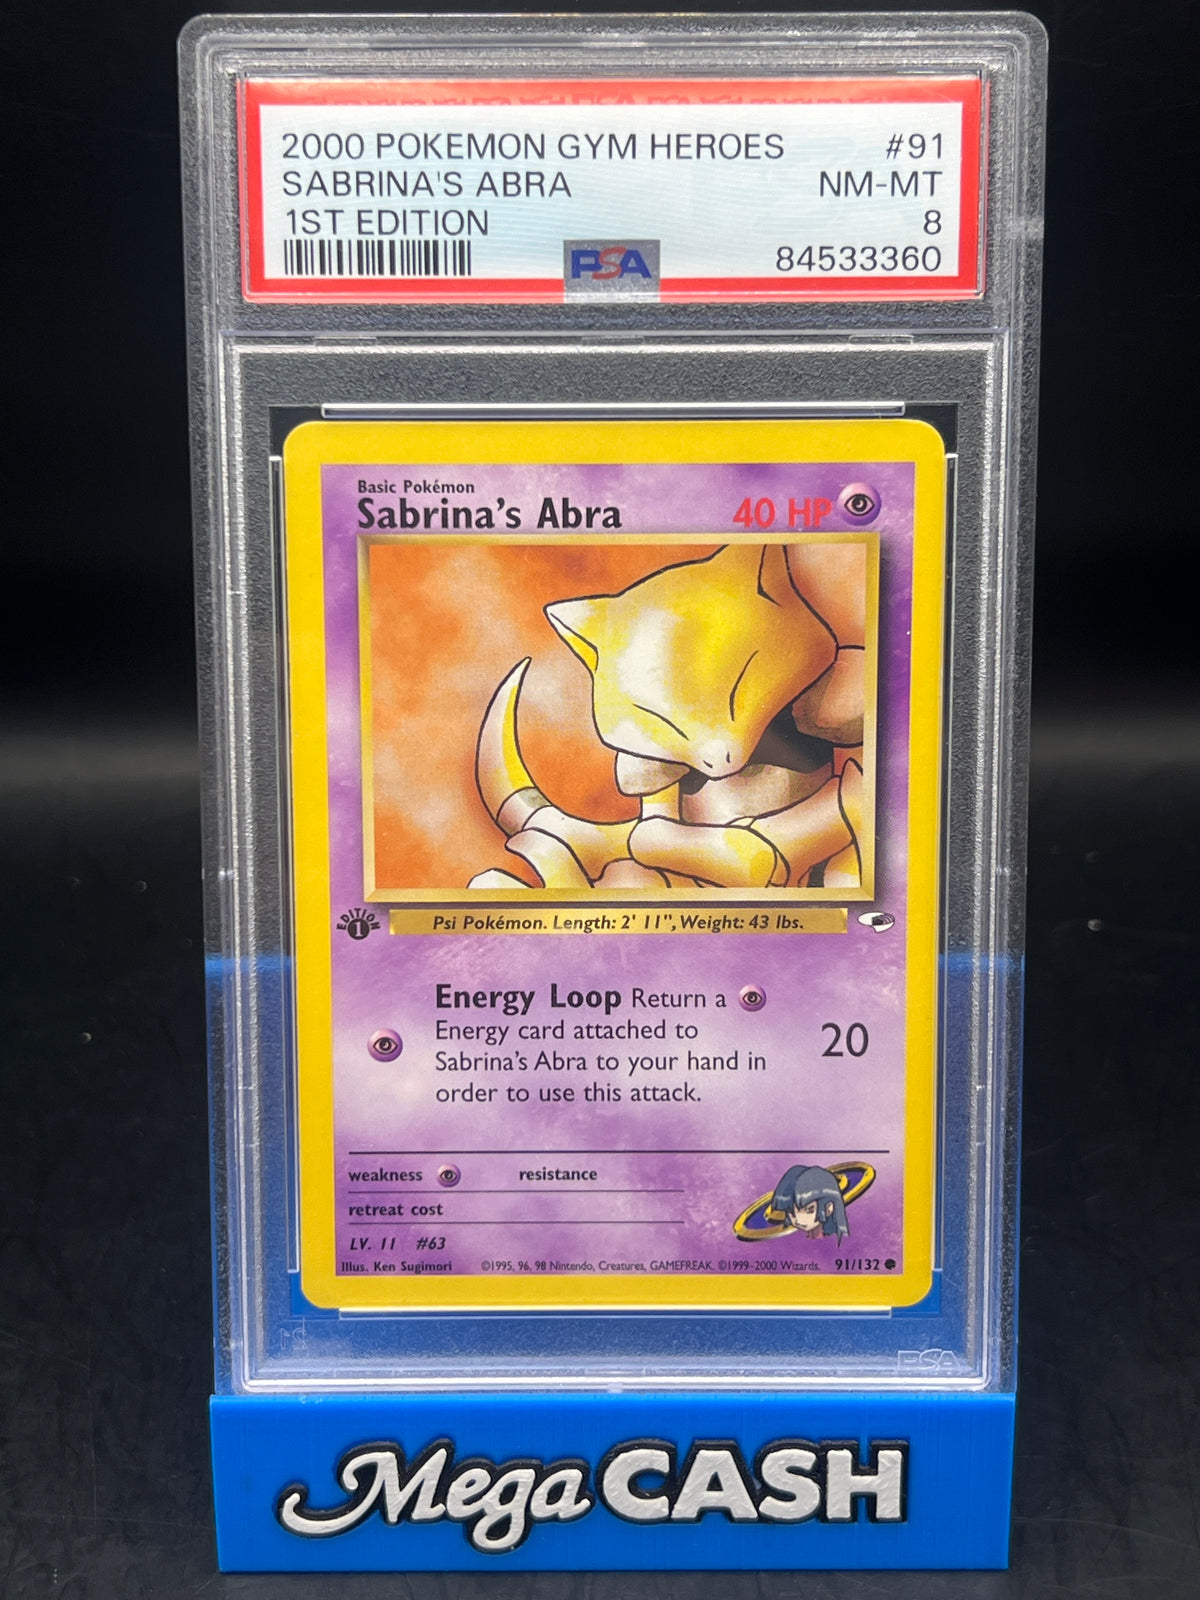 2000 POKEMON GYM HEROES #91
SABRINA'S ABRA NM-MT
1ST EDITION 8
PSA 84533360
Basic Pokémon
Sabrina's Abra 40 HP
EDITION 1
Psi Pokémon. Length: 2' 11", Weight: 43 lbs.
Energy Loop Return a
Energy card attached to
Sabrina's Abra to your hand in
order to use this attack.
20
weakness resistance
retreat cost
LV. 11 #63
Illus. Ken Sugimori ©1995, 96, 98 Nintendo, Creatures, GAMEFREAK. ©1999-2000 Wizards. 91/132
PSA
MegaCASH